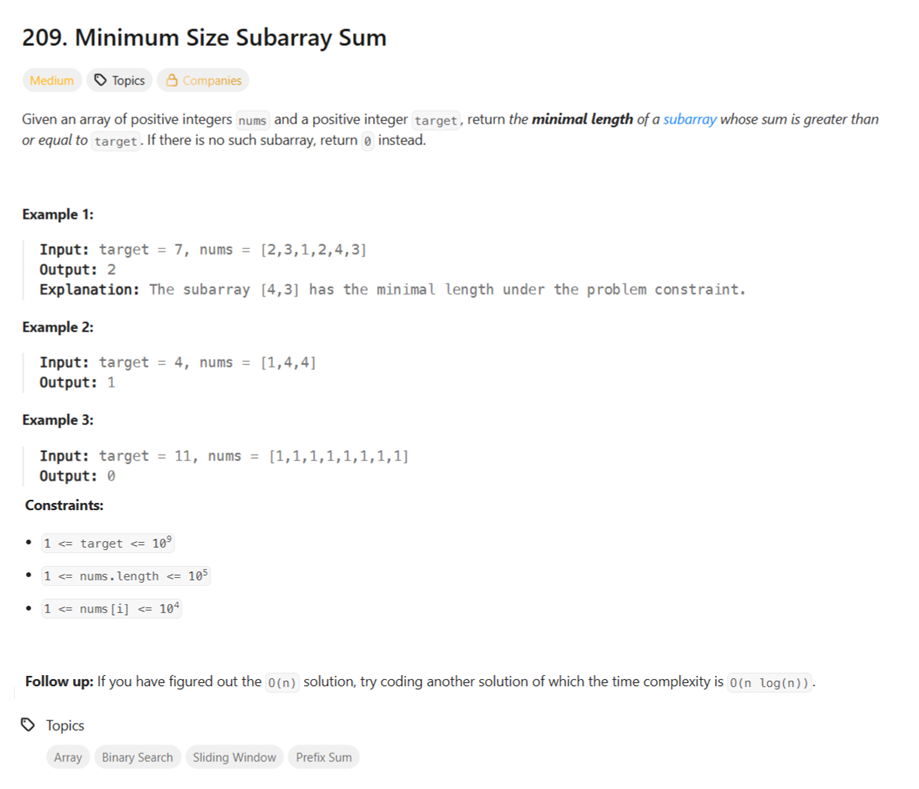 209. Minimum Size Subarray Sum
Medium Topics Companies
Given an array of positive integers nums and a positive integer target, return the minimal length of a subarray whose sum is greater than
or equal to target. If there is no such subarray, return 0 instead.
Example 1:
Input: target = 7, nums = [2,3,1,2,4,3]
Output: 2
Explanation: The subarray [4,3] has the minimal length under the problem constraint.
Example 2:
Input: target = 4, nums = [1,4,4]
Output: 1
Example 3:
Input: target = 11, nums = [1,1,1,1,1,1,1,1]
Output: 0
Constraints:
• 1 <= target <= 10⁹
• 1 <= nums.length <= 10⁵
• 1 <= nums[i] <= 10⁴
Follow up: If you have figured out the O(n) solution, try coding another solution of which the time complexity is O(n log(n)).
Topics
Array Binary Search Sliding Window Prefix Sum